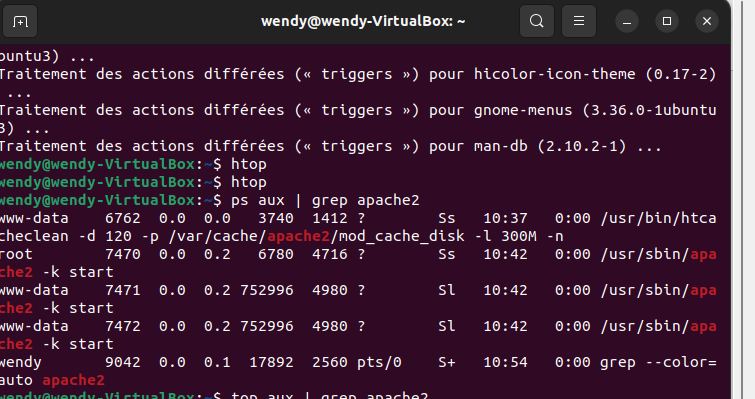 wendy@wendy-VirtualBox: ~
buntu3) ...
Traitement des actions différées (« triggers ») pour hicolor-icon-theme (0.17-2)
 ...
Traitement des actions différées (« triggers ») pour gnome-menus (3.36.0-1ubuntu
3) ...
Traitement des actions différées (« triggers ») pour man-db (2.10.2-1) ...
wendy@wendy-VirtualBox:~$ htop
wendy@wendy-VirtualBox:~$ htop
wendy@wendy-VirtualBox:~$ ps aux | grep apache2
www-data    6762  0.0  0.0   3740  1412 ?        Ss   10:37   0:00 /usr/bin/htca
checlean -d 120 -p /var/cache/apache2/mod_cache_disk -l 300M -n
root        7470  0.0  0.2   6780  4716 ?        Ss   10:42   0:00 /usr/sbin/apa
che2 -k start
www-data    7471  0.0  0.2 752996  4980 ?        Sl   10:42   0:00 /usr/sbin/apa
che2 -k start
www-data    7472  0.0  0.2 752996  4980 ?        Sl   10:42   0:00 /usr/sbin/apa
che2 -k start
wendy       9042  0.0  0.1  17892  2560 pts/0    S+   10:54   0:00 grep --color=
auto apache2
wendy@wendy-VirtualBox:~$ top aux | grep apache2